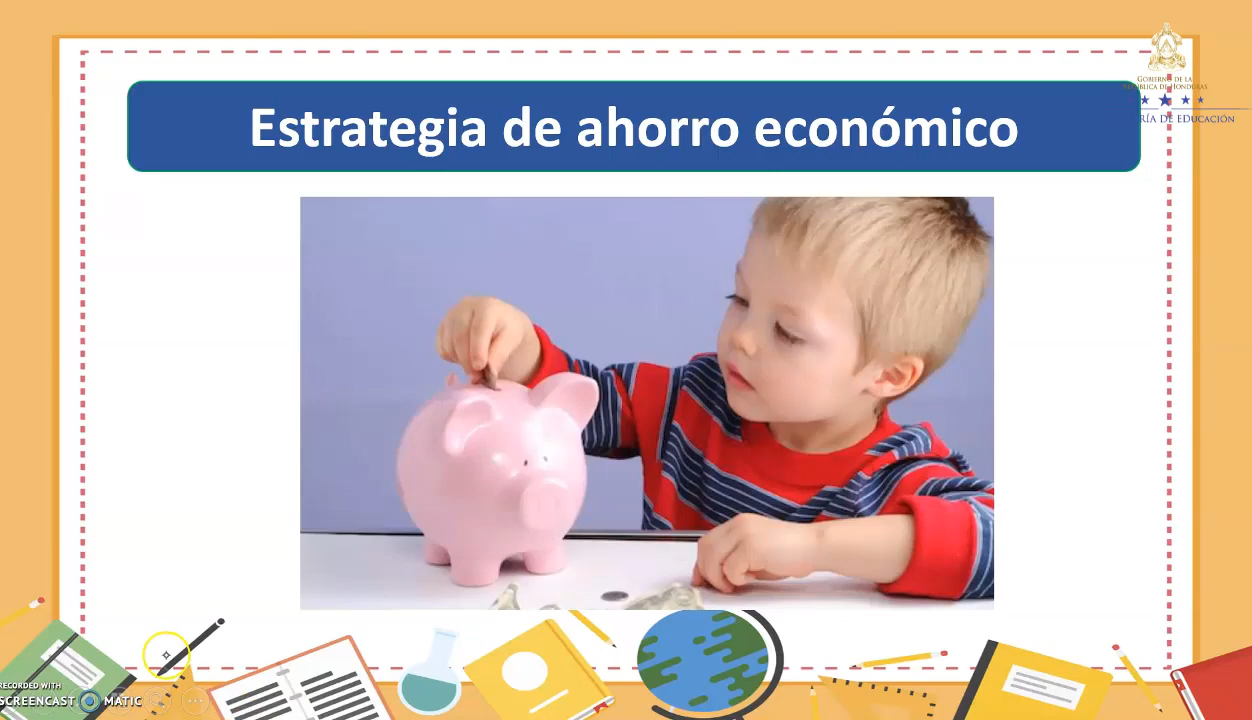 Estrategia de ahorro económico
GOBIERNO DE LA
REPÚBLICA DE HONDURAS
RÍA DE EDUCACIÓN
RECORDED WITH
SCREENCAST
MATIC